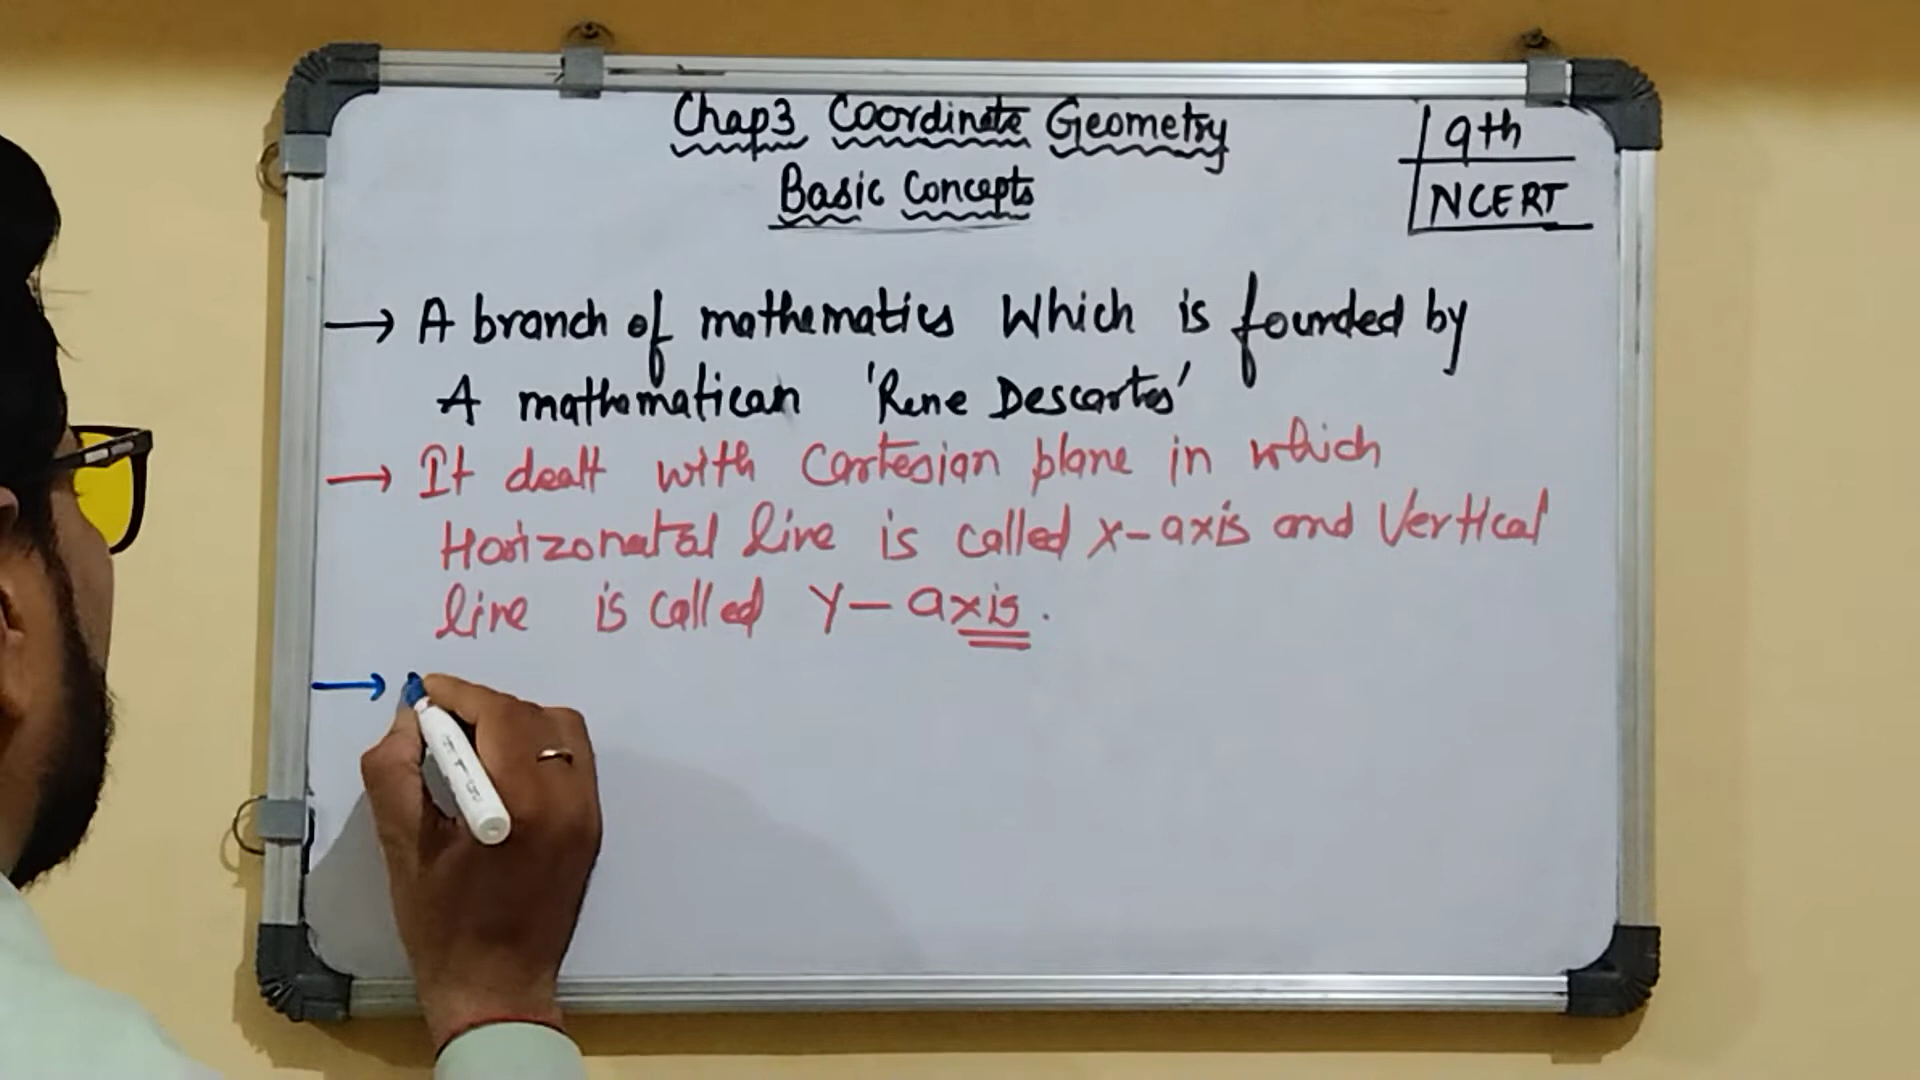 Chap3 Coordinate Geometry
Basic Concepts
9th
NCERT
→ A branch of mathematics Which is founded by
A mathematican 'Rene Descartes'
→ It dealt with Cartesian plane in which
Horizonatal line is called x-axis and Vertical
line is called Y-axis.
→